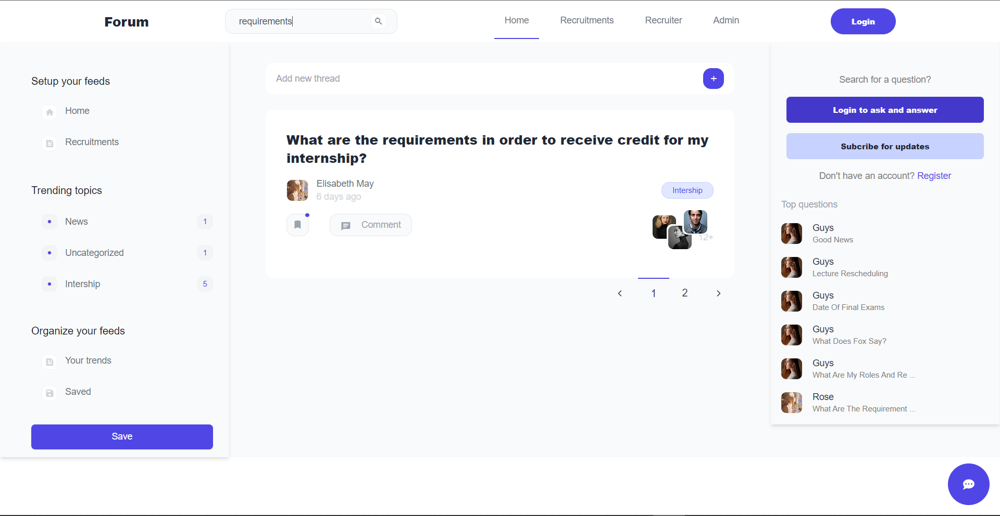 Forum
requirements
Home
Recruitments
Recruiter
Admin
Login
Setup your feeds
Home
Recruitments
Trending topics
News
1
Uncategorized
1
Intership
5
Organize your feeds
Your trends
Saved
Save
Add new thread
+
What are the requirements in order to receive credit for my
internship?
Elisabeth May
6 days ago
Intership
Comment
12+
1
2
Search for a question?
Login to ask and answer
Subcribe for updates
Don't have an account? Register
Top questions
Guys
Good News
Guys
Lecture Rescheduling
Guys
Date Of Final Exams
Guys
What Does Fox Say?
Guys
What Are My Roles And Re ...
Rose
What Are The Requirement ...